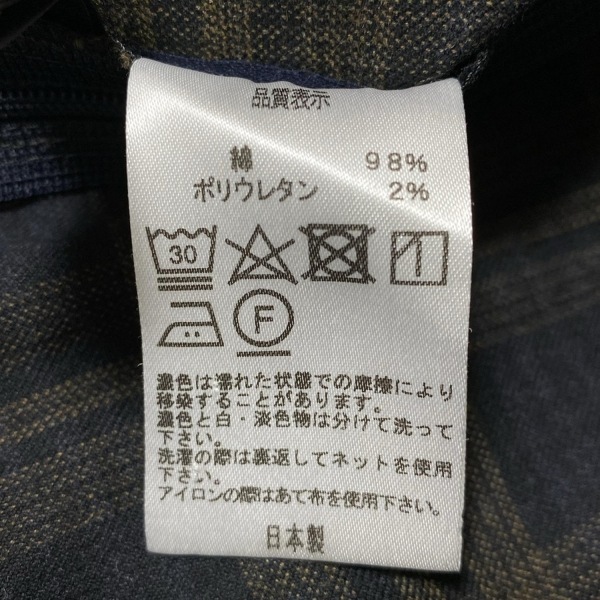 品質表示
綿 98%
ポリウレタン 2%
30
F
濃色は濡れた状態での摩擦により
移染することがあります。
濃色と白・淡色物は分けて洗って
下さい。
洗濯の際は裏返してネットを使用
下さい。
アイロンの際はあて布を使用下さい。
日本製